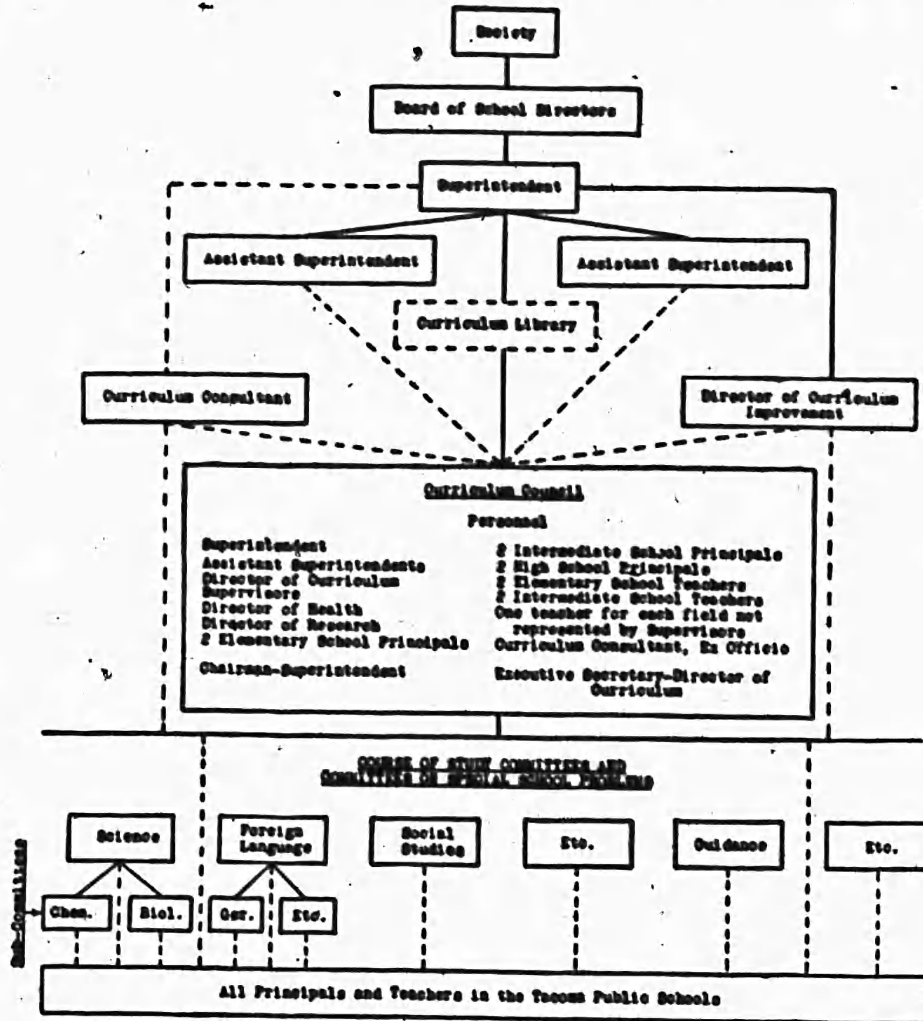 Society
Board of School Directors
Superintendent
Assistant Superintendent
Assistant Superintendent
Curriculum Library
Curriculum Consultant
Director of Curriculum
Improvement
Curriculum Council
Personnel
Superintendent
Assistant Superintendents
Director of Curriculum
Supervisors
Director of Health
Director of Research
2 Elementary School Principals
Chairman-Superintendent
2 Intermediate School Principals
2 High School Principals
2 Elementary School Teachers
2 Intermediate School Teachers
One teacher for each field not
represented by Supervisors
Curriculum Consultant, Ex Officio
Executive Secretary-Director of
Curriculum
COURSE OF STUDY COMMITTEES AND
COMMITTEES ON SPECIAL SCHOOL PROBLEMS
Science
Foreign
Language
Social
Studies
Etc.
Guidance
Etc.
Sub-Committees
Chem.
Biol.
Ger.
Etc.
All Principals and Teachers in the Tacoma Public Schools